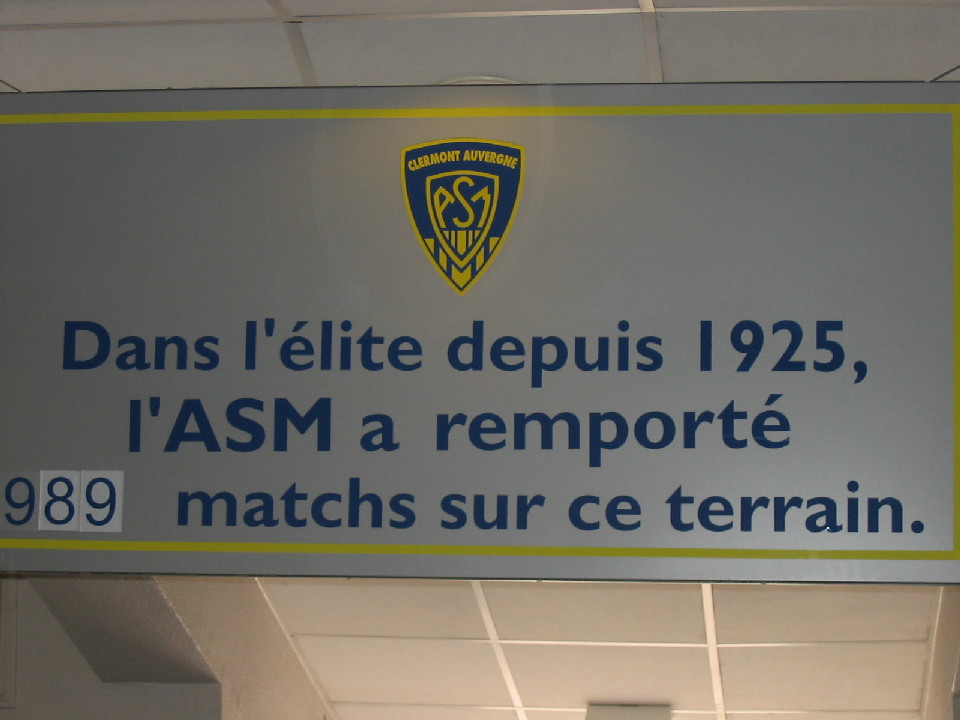 CLERMONT AUVERGNE
ASM
Dans l'élite depuis 1925,
l'ASM a remporté
989 matchs sur ce terrain.